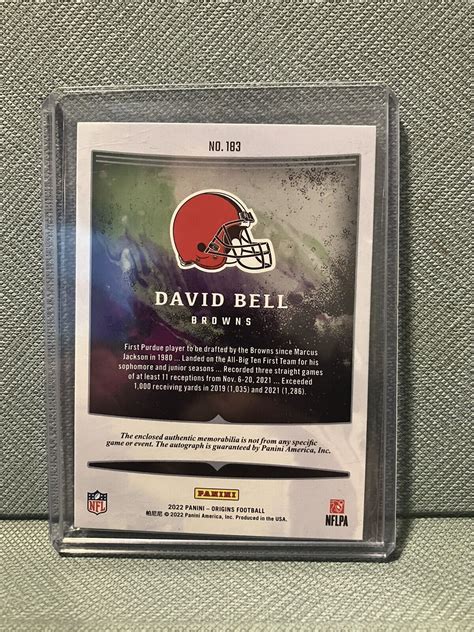 NO. 183
DAVID BELL
BROWNS
First Purdue player to be drafted by the Browns since Marcus
Jackson in 1980 ... Landed on the All-Big Ten First Team for his
sophomore and junior seasons ... Recorded three straight games
of at least 11 receptions from Nov. 6-20, 2021 ... Exceeded
1,000 receiving yards in 2019 (1,035) and 2021 (1,286).
The enclosed authentic memorabilia is not from any specific
game or event. The autograph is guaranteed by Panini America, Inc.
PANINI
NFL
NFLPA
2022 PANINI – ORIGINS FOOTBALL
帕尼尼 © 2022 Panini America, Inc. Produced in the USA.